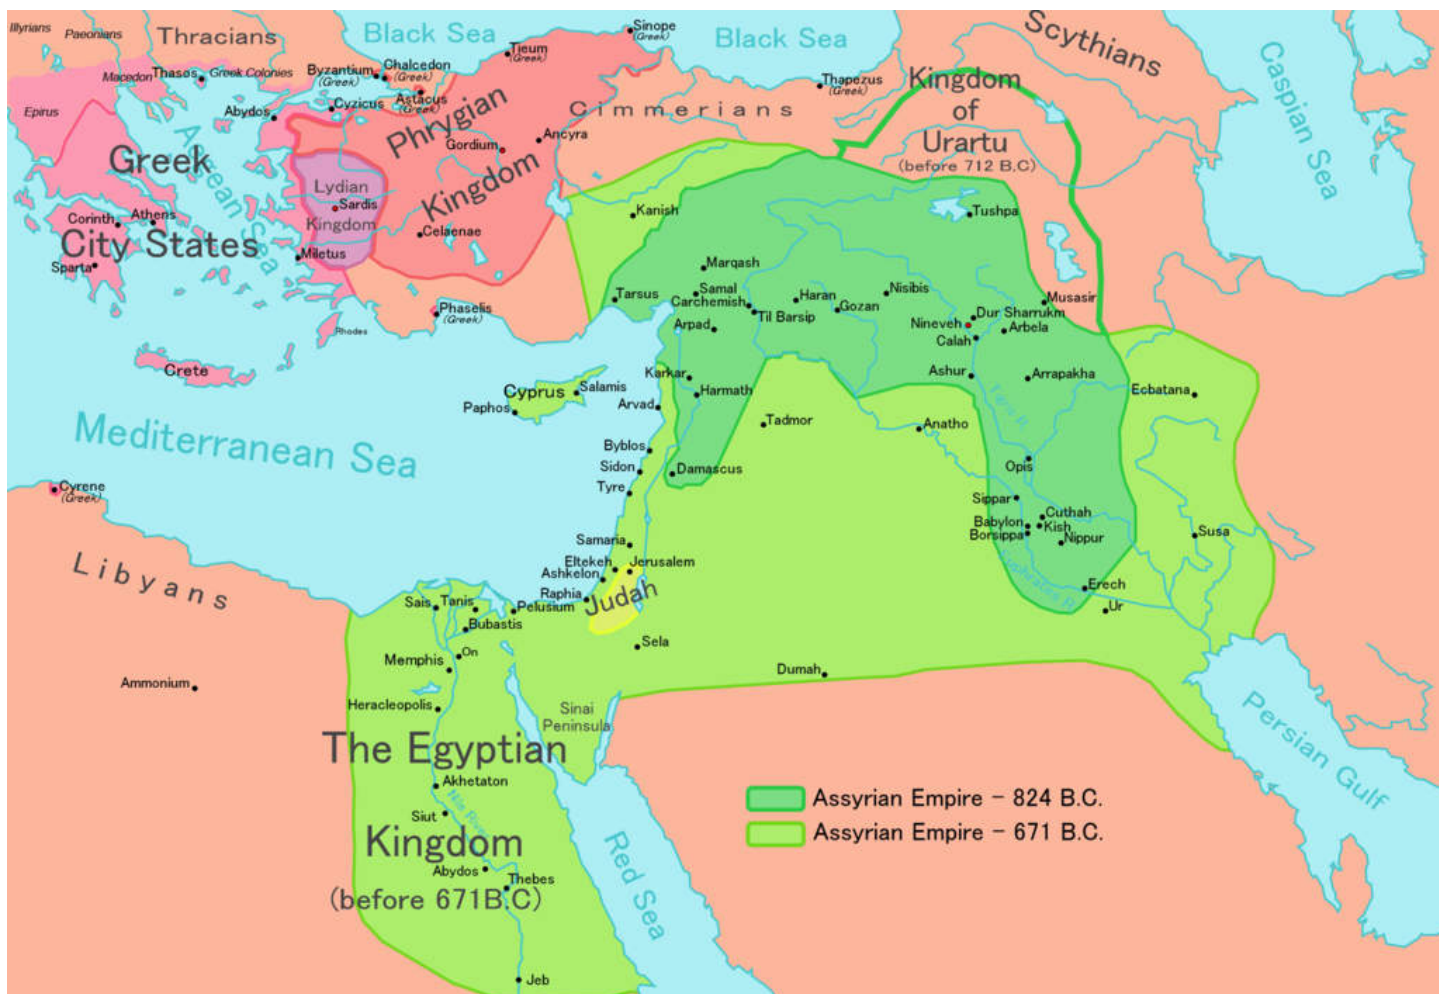 Illyrians
Paeonians
Thracians
Black Sea
Black Sea
Sinope
(Greek)
Tieum
(Greek)
Scythians
Caspian Sea
Macedon
Thasos
Greek Colonies
Byzantium
(Greek)
Chalcedon
(Greek)
Astacus
(Greek)
Cyzicus
Abydos
Epirus
Thapezus
(Greek)
Kingdom
of
Urartu
(before 712 B.C)
Cimmerians
Phrygian
Kingdom
Gordium
Ancyra
Greek
City States
Aegean Sea
Lydian
Kingdom
Sardis
Corinth
Athens
Sparta
Miletus
Celaenae
Kanish
Tushpa
Marqash
Samal
Carchemish
Tarsus
Haran
Til Barsip
Gozan
Nisibis
Musasir
Dur Sharrukm
Nineveh
Arbela
Calah
Arpad
Phaselis
(Greek)
Rhodes
Crete
Cyprus
Salamis
Paphos
Karkar
Harmath
Arvad
Ashur
Arrapakha
Ecbatana
Tigris R.
Mediterranean Sea
Tadmor
Anatho
Byblos
Sidon
Tyre
Damascus
Opis
Cyrene
(Greek)
Sippar
Cuthah
Babylon
Kish
Borsippa
Nippur
Susa
Samaria
Eltekeh
Jerusalem
Ashkelon
Raphia
Judah
Euphrates R.
Erech
Ur
Libyans
Sais
Tanis
Pelusium
Bubastis
On
Memphis
Sela
Dumah
Ammonium
Heracleopolis
Sinai
Peninsula
Persian Gulf
The Egyptian
Kingdom
(before 671B.C)
Akhetaton
Nile River
Siut
Abydos
Thebes
Red Sea
Jeb
Assyrian Empire - 824 B.C.
Assyrian Empire - 671 B.C.